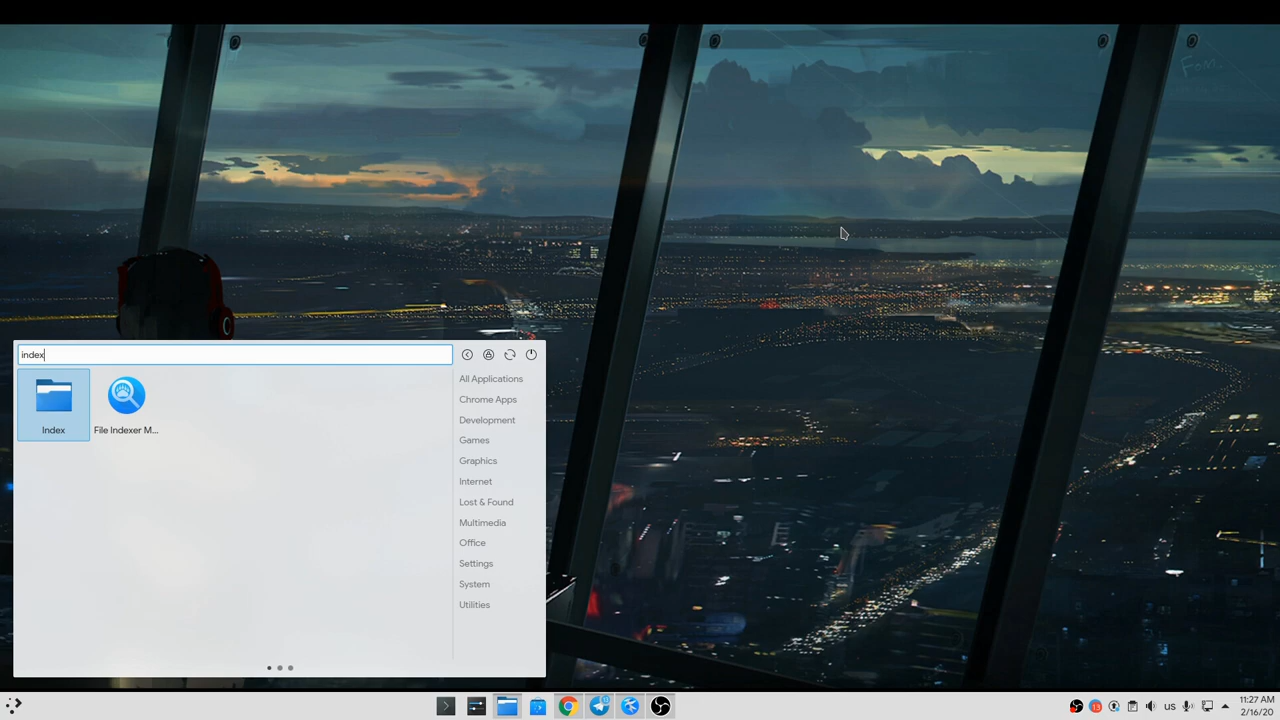 index
Index
File Indexer M...
All Applications
Chrome Apps
Development
Games
Graphics
Internet
Lost & Found
Multimedia
Office
Settings
System
Utilities
US
11:27 AM
2/16/20